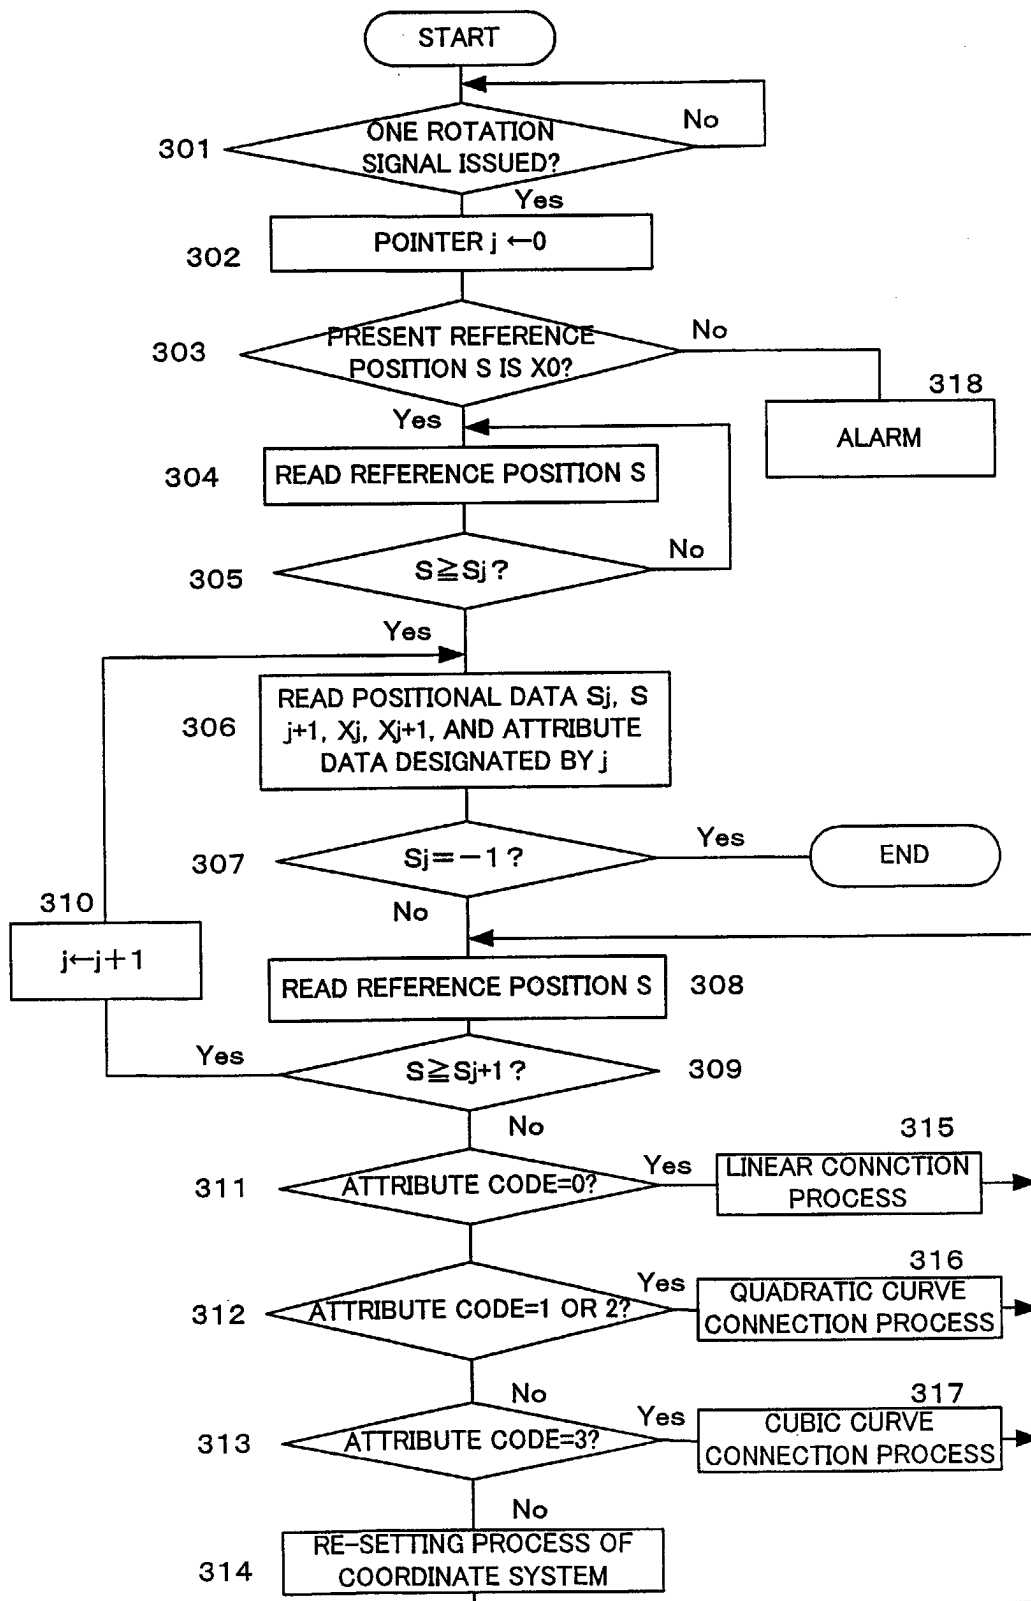 START
ONE ROTATION
SIGNAL ISSUED?
No
301
Yes
POINTER j ←0
302
PRESENT REFERENCE
POSITION S IS X0?
No
303
318
Yes
ALARM
READ REFERENCE POSITION S
304
S≧Sj?
No
305
Yes
READ POSITIONAL DATA Sj, S
j+1, Xj, Xj+1, AND ATTRIBUTE
DATA DESIGNATED BY j
306
Sj=−1?
Yes
END
307
310
No
j←j+1
READ REFERENCE POSITION S
308
Yes
S≧Sj+1?
309
No
315
311
ATTRIBUTE CODE=0?
Yes
LINEAR CONNCTION
PROCESS
316
312
ATTRIBUTE CODE=1 OR 2?
Yes
QUADRATIC CURVE
CONNECTION PROCESS
No
317
313
ATTRIBUTE CODE=3?
Yes
CUBIC CURVE
CONNECTION PROCESS
No
RE-SETTING PROCESS OF
COORDINATE SYSTEM
314